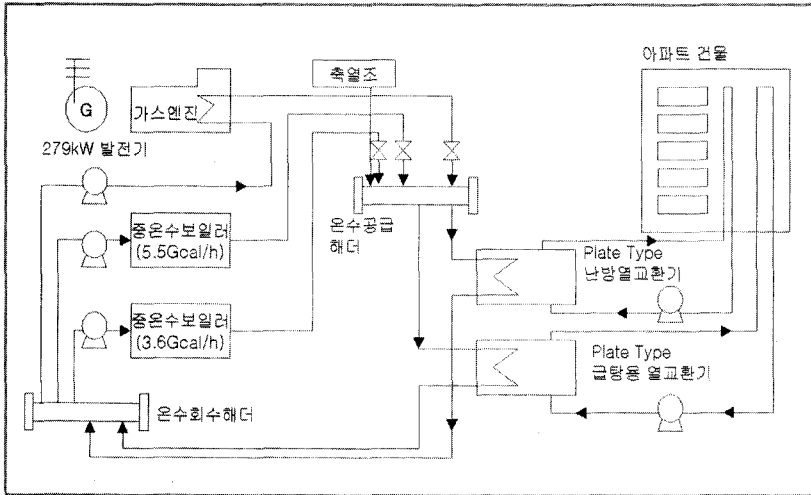 아파트 건물
축열조
G
가스엔진
279kW 발전기
중온수보일러
(5.5Gcal/h)
온수공급
해더
Plate Type
난방열교환기
중온수보일러
(3.6Gcal/h)
Plate Type
급탕용 열교환기
온수회수해더